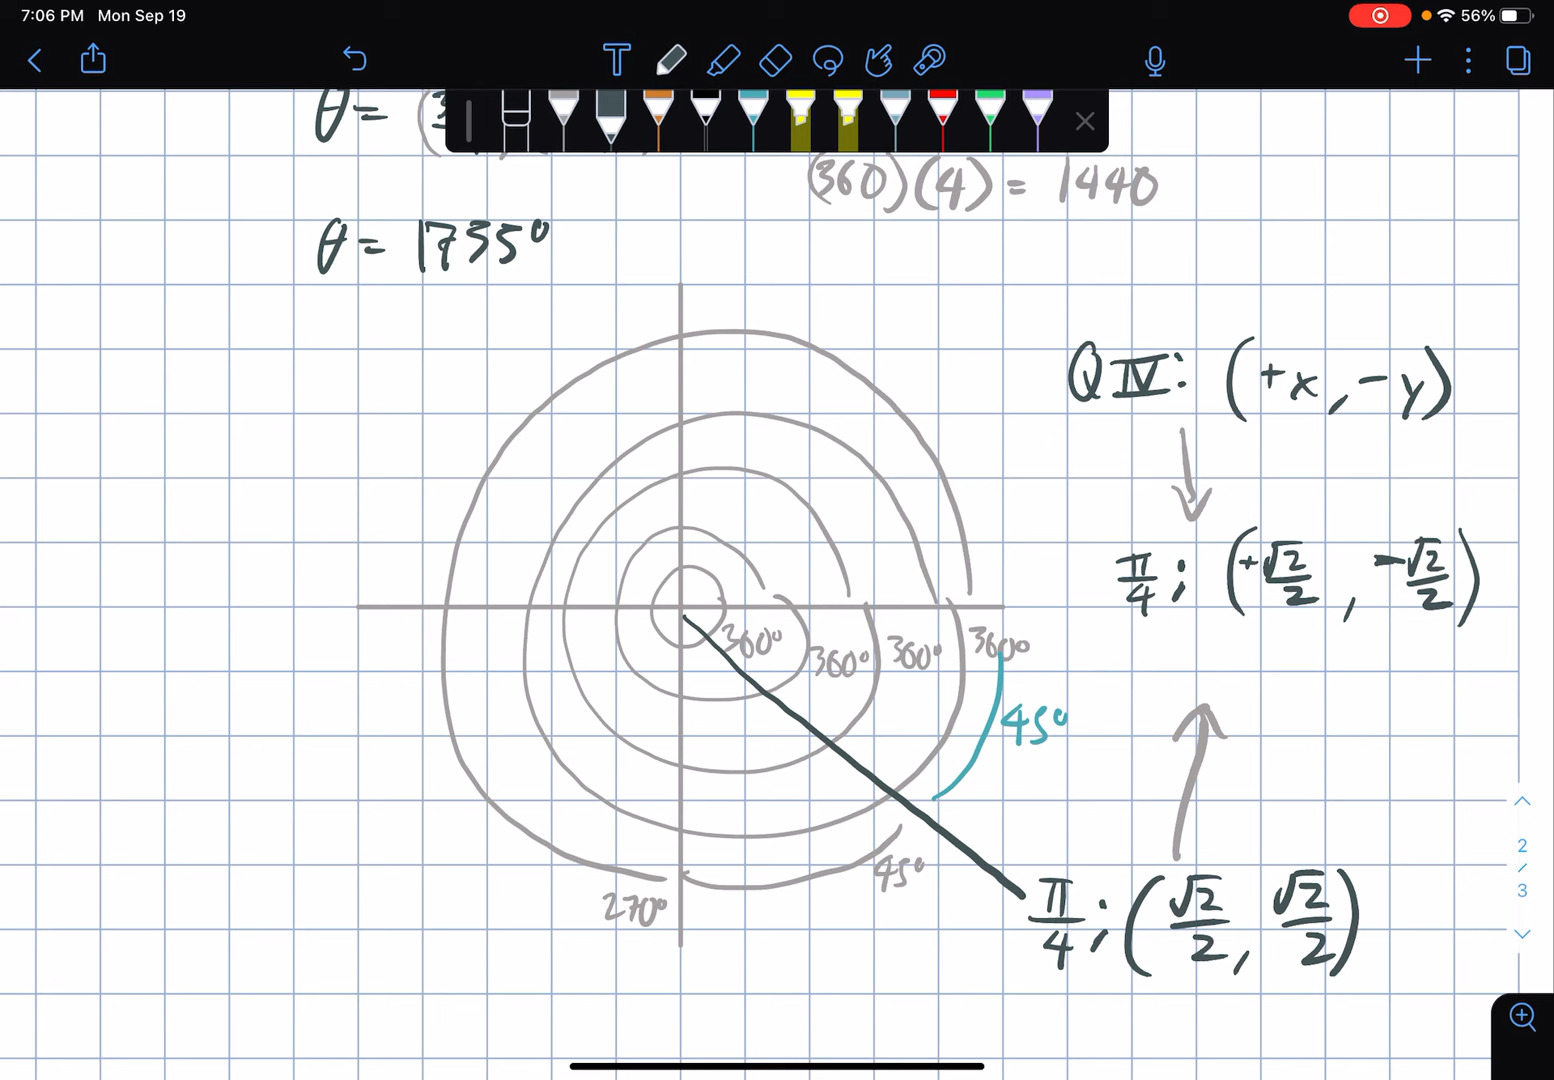 7:06 PM Mon Sep 19
56%
T
θ =
(360)(4) = 1440
θ = 1735°
QIV: (+x, -y)
π/4; (+√2/2, -√2/2)
360° 360° 360° 360°
45°
45°
270°
π/4; (√2/2, √2/2)
2
/
3